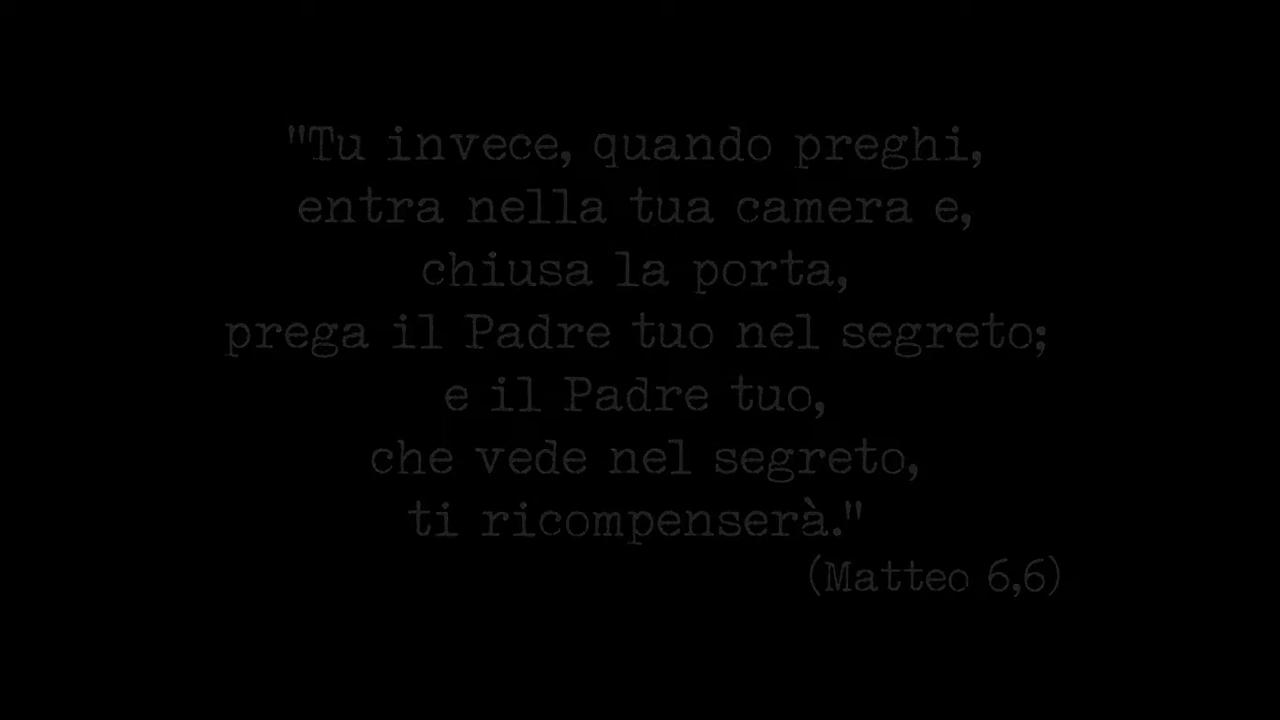 "Tu invece, quando preghi,
entra nella tua camera e,
chiusa la porta,
prega il Padre tuo nel segreto;
e il Padre tuo,
che vede nel segreto,
ti ricompenserà."
(Matteo 6,6)